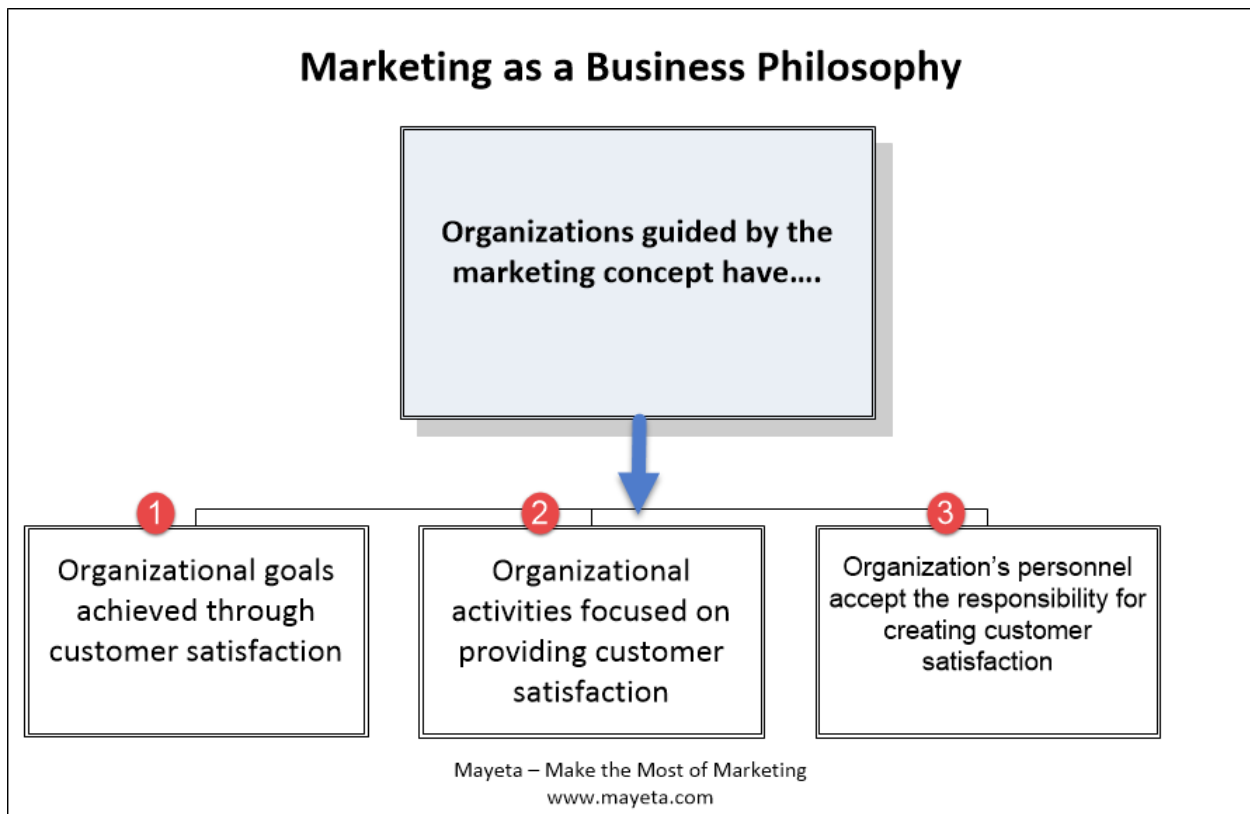 Marketing as a Business Philosophy
Organizations guided by the
marketing concept have….
1
Organizational goals
achieved through
customer satisfaction
2
Organizational
activities focused on
providing customer
satisfaction
3
Organization’s personnel
accept the responsibility for
creating customer
satisfaction
Mayeta – Make the Most of Marketing
www.mayeta.com